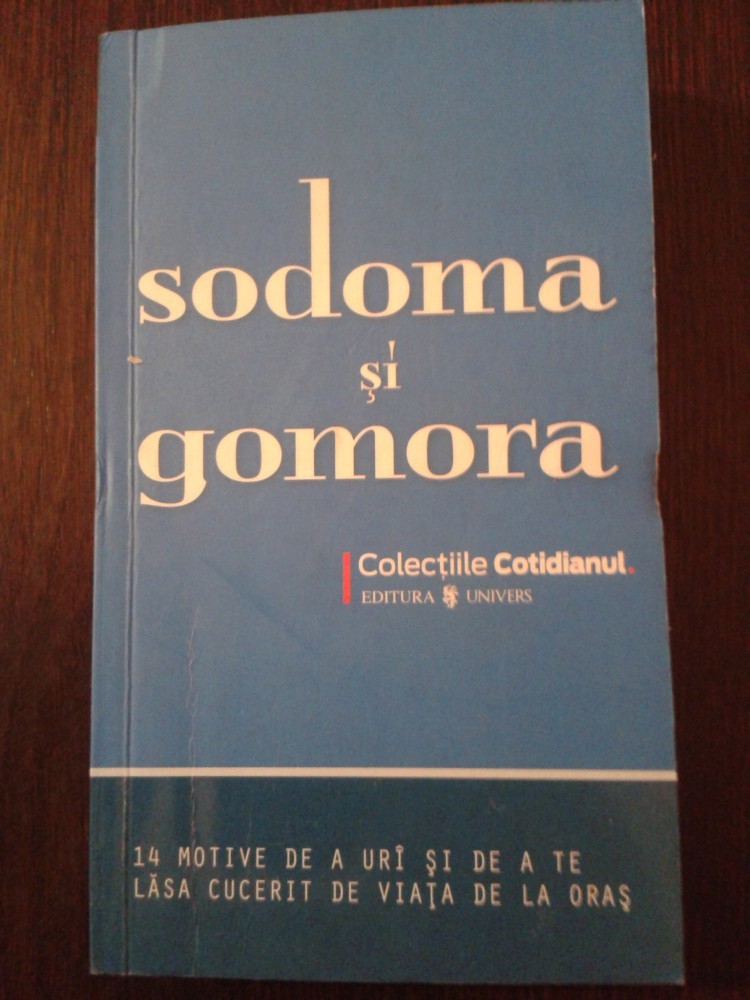 sodoma
şi
gomora
Colecțiile Cotidianul.
EDITURA UNIVERS
14 MOTIVE DE A URÎ ŞI DE A TE
LĂSA CUCERIT DE VIAŢA DE LA ORAŞ